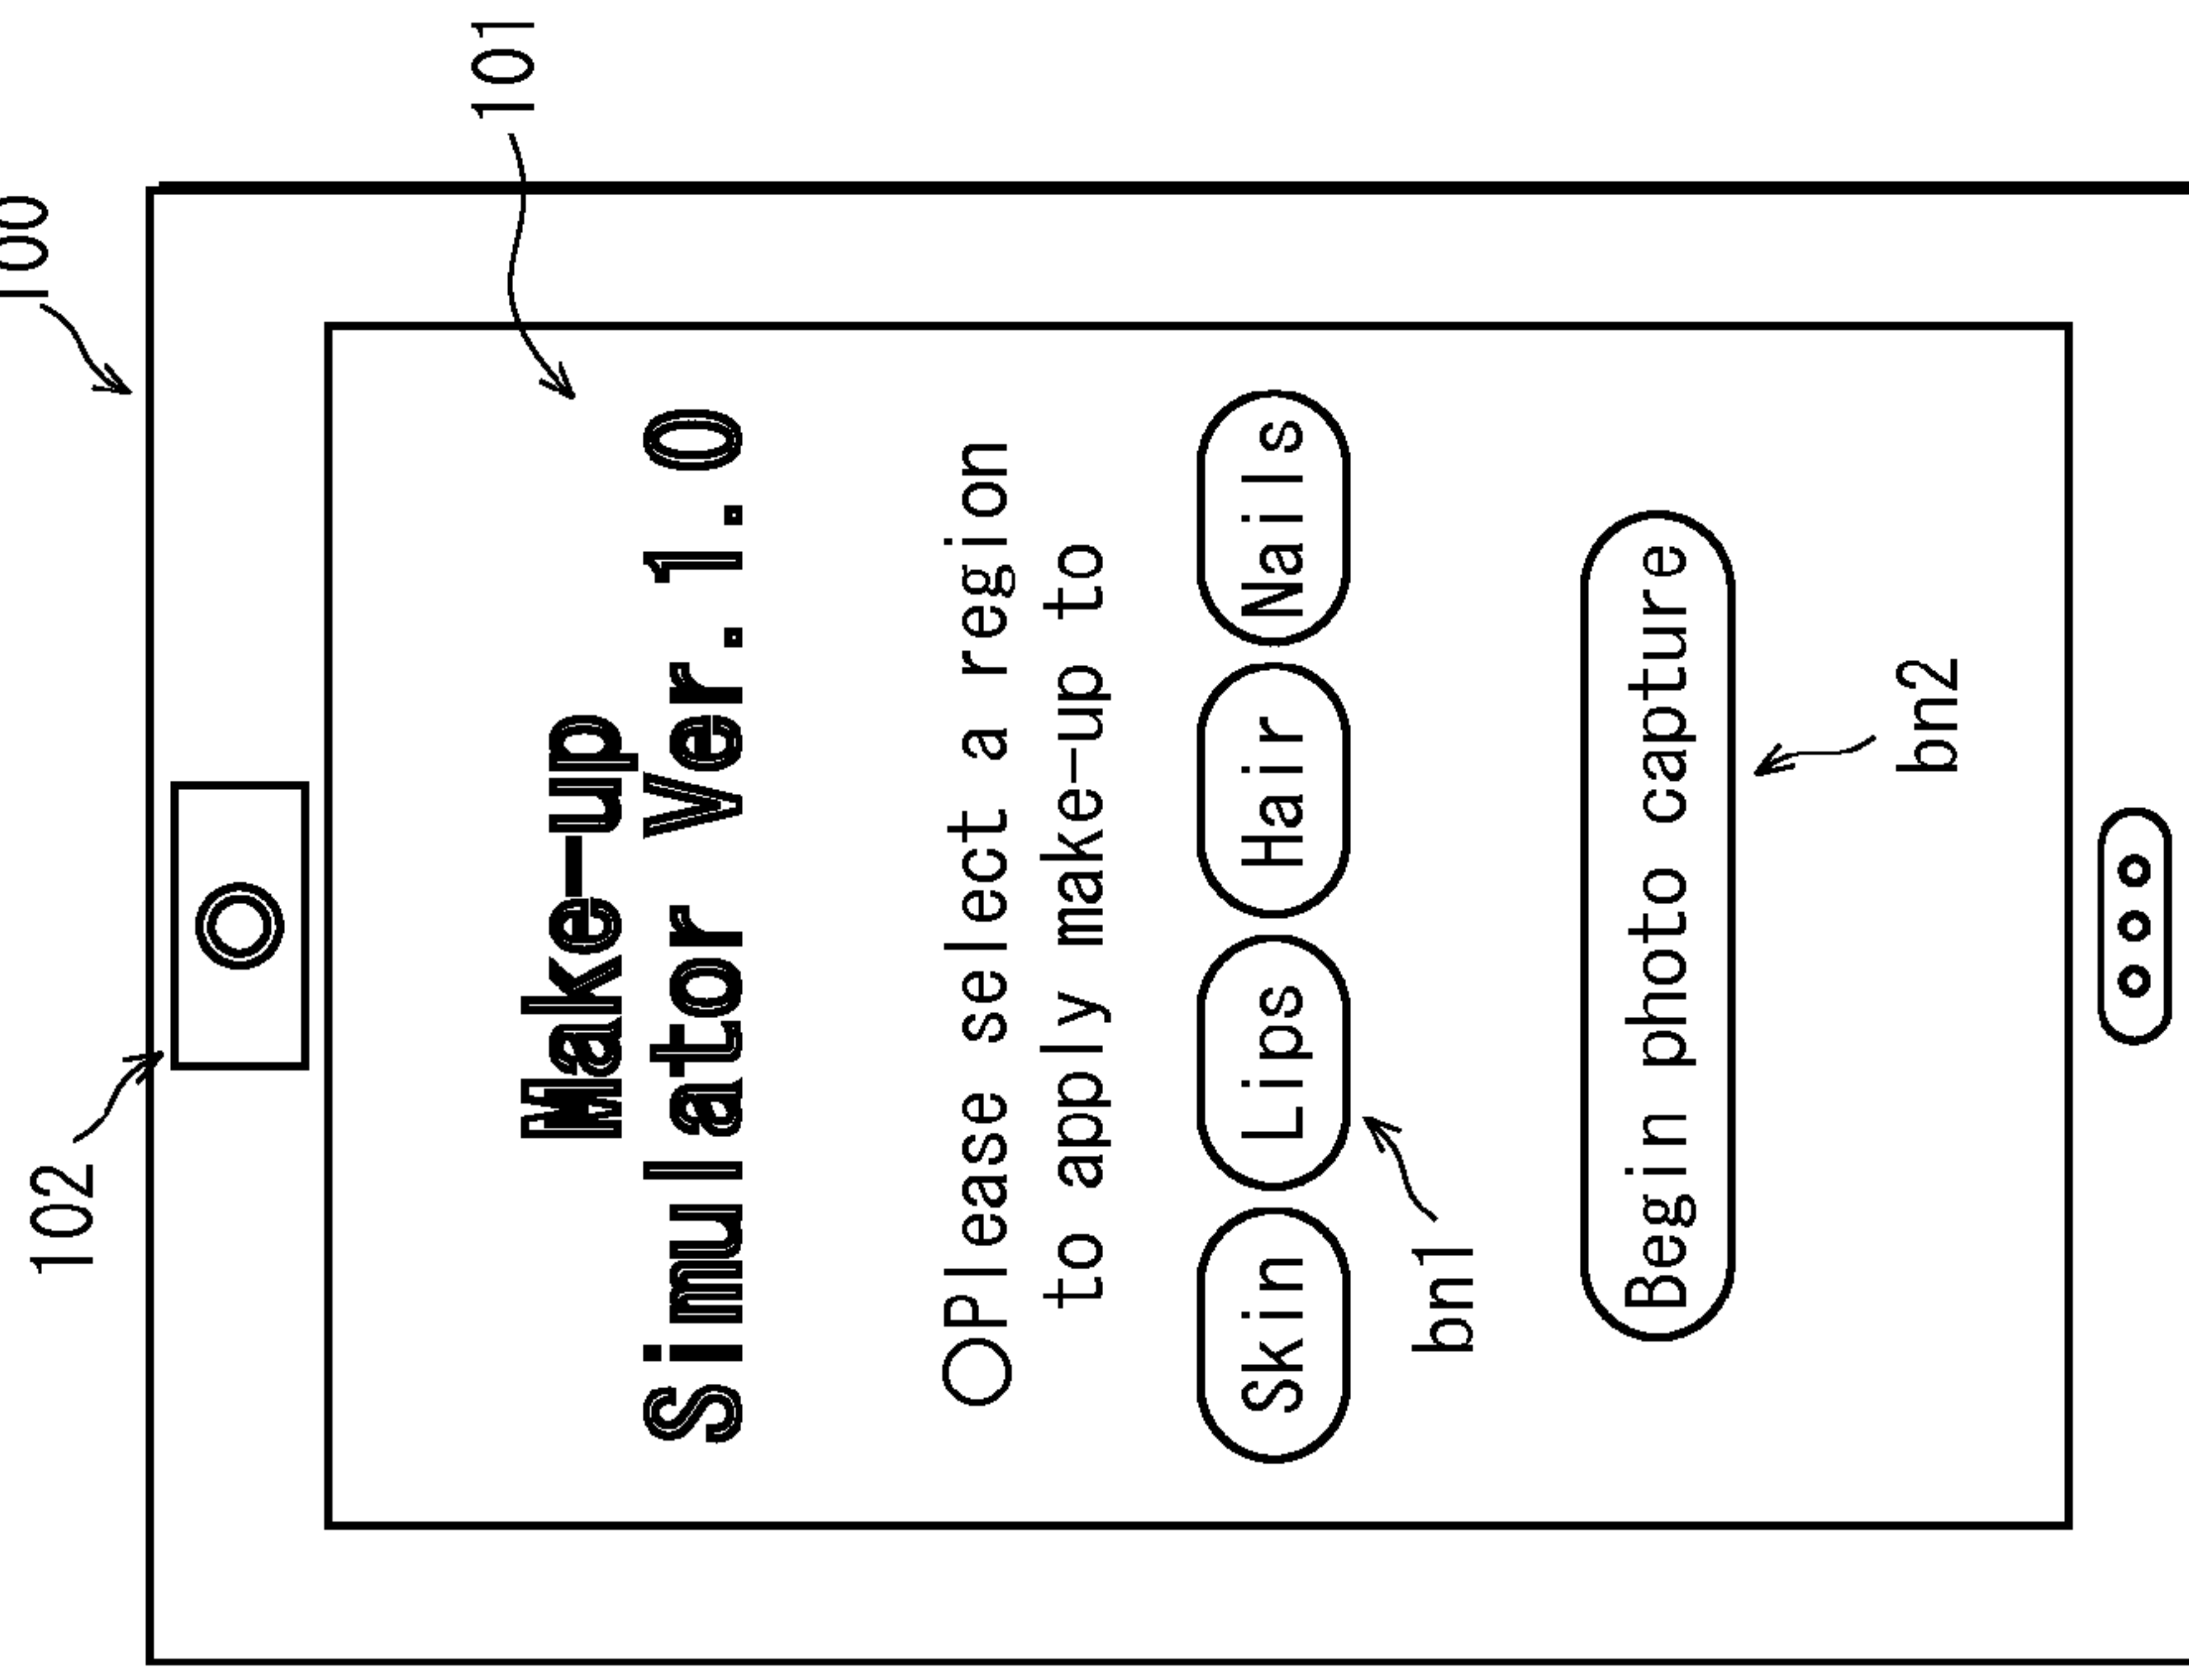 100
101
102
Make-up
Simulator Ver. 1. 0
○Please select a region
to apply make-up to
Skin Lips Hair Nails
bn1
Begin photo capture
bn2